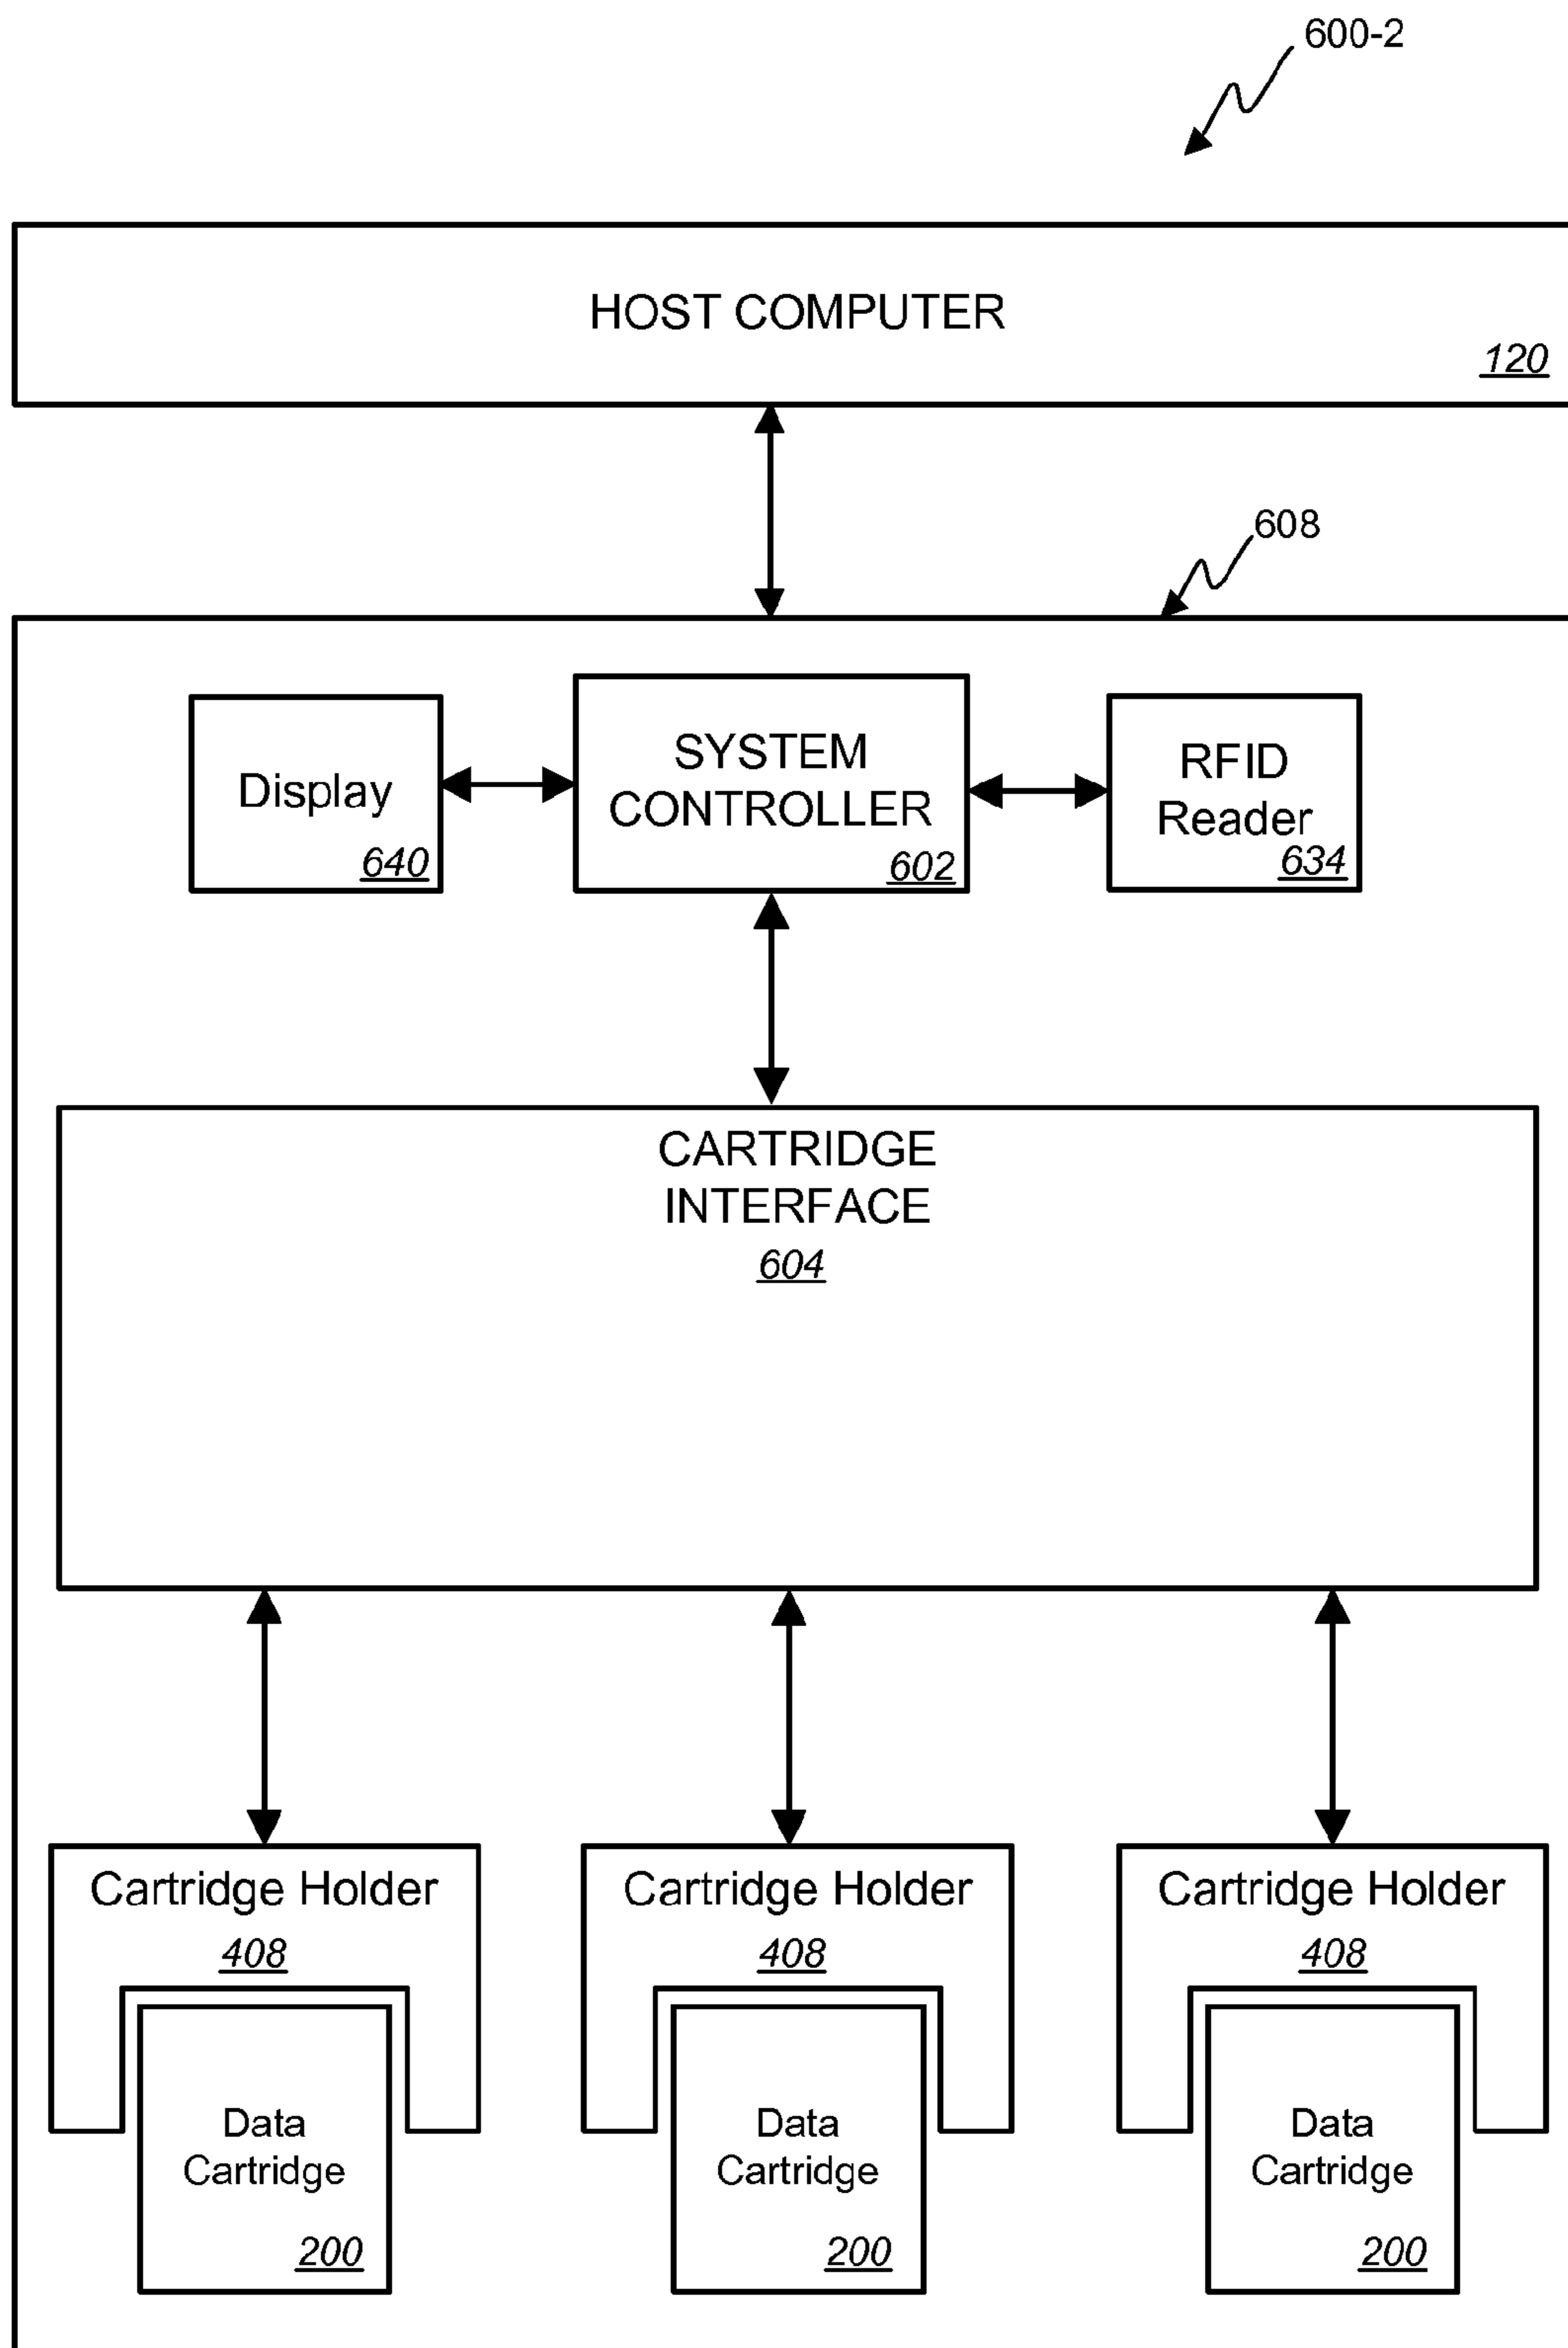 600-2
HOST COMPUTER
120
608
Display
640
SYSTEM
CONTROLLER
602
RFID
Reader
634
CARTRIDGE
INTERFACE
604
Cartridge Holder
408
Data
Cartridge
200
Cartridge Holder
408
Data
Cartridge
200
Cartridge Holder
408
Data
Cartridge
200